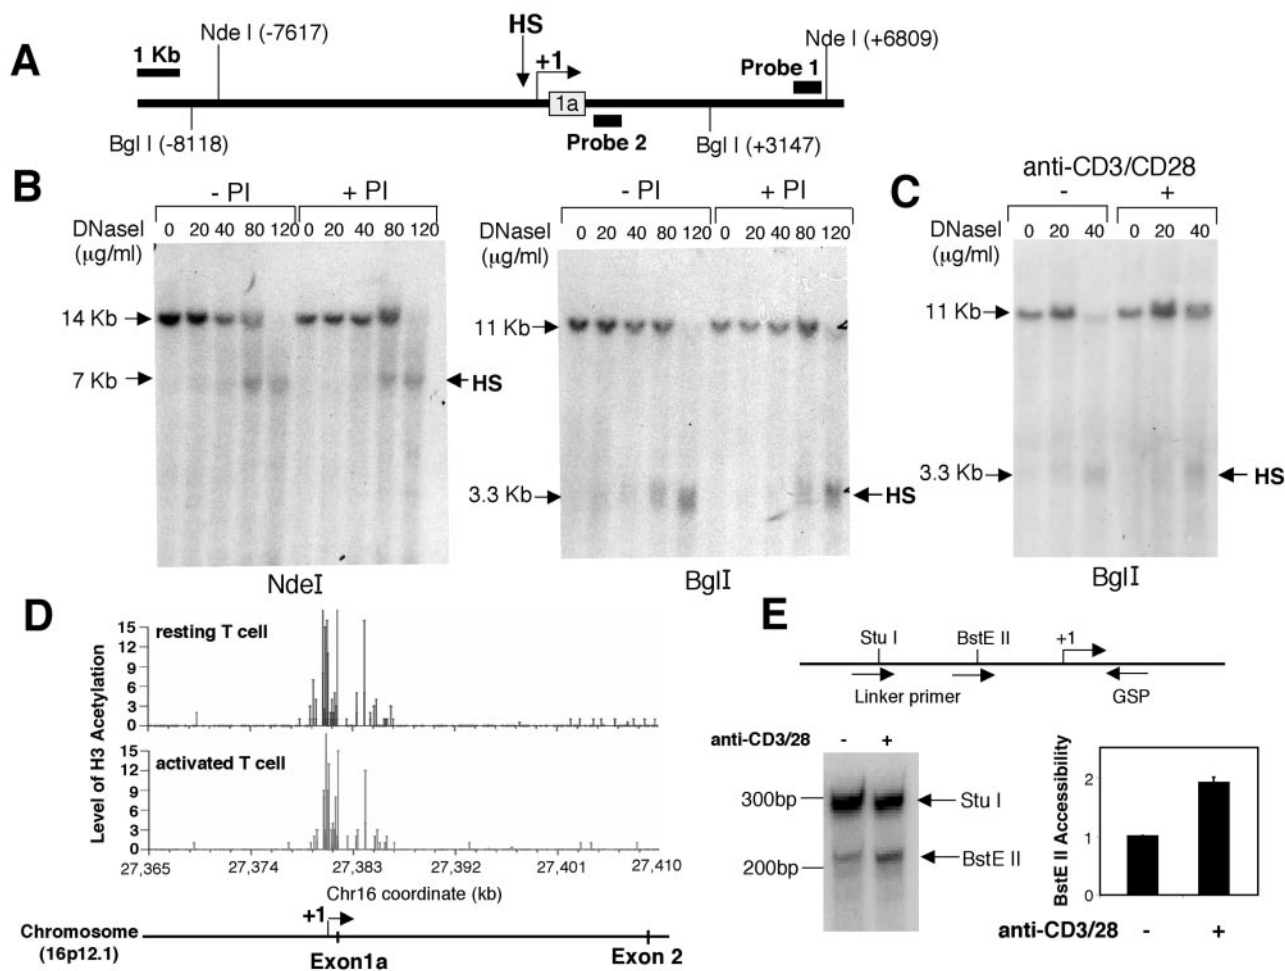 A
1 Kb
Nde I (-7617)
HS
+1
1a
Probe 1
Nde I (+6809)
Bgl I (-8118)
Probe 2
Bgl I (+3147)
B
- PI
+ PI
DNaseI
(µg/ml)
0 20 40 80 120 0 20 40 80 120
14 Kb
7 Kb
HS
NdeI
- PI
+ PI
DNaseI
(µg/ml)
0 20 40 80 120 0 20 40 80 120
11 Kb
3.3 Kb
HS
BglI
C
anti-CD3/CD28
- +
DNaseI
(µg/ml)
0 20 40 0 20 40
11 Kb
3.3 Kb
HS
BglI
D
Level of H3 Acetylation
resting T cell
15
12
9
6
3
0
activated T cell
15
12
9
6
3
0
27,365 27,374 27,383 27,392 27,401 27,410
Chr16 coordinate (kb)
Chromosome
(16p12.1)
+1
Exon1a
Exon 2
E
Stu I
BstE II
+1
Linker primer
GSP
anti-CD3/28 - +
300bp
Stu I
200bp
BstE II
BstE II Accessibility
2
1
0
anti-CD3/28 - +